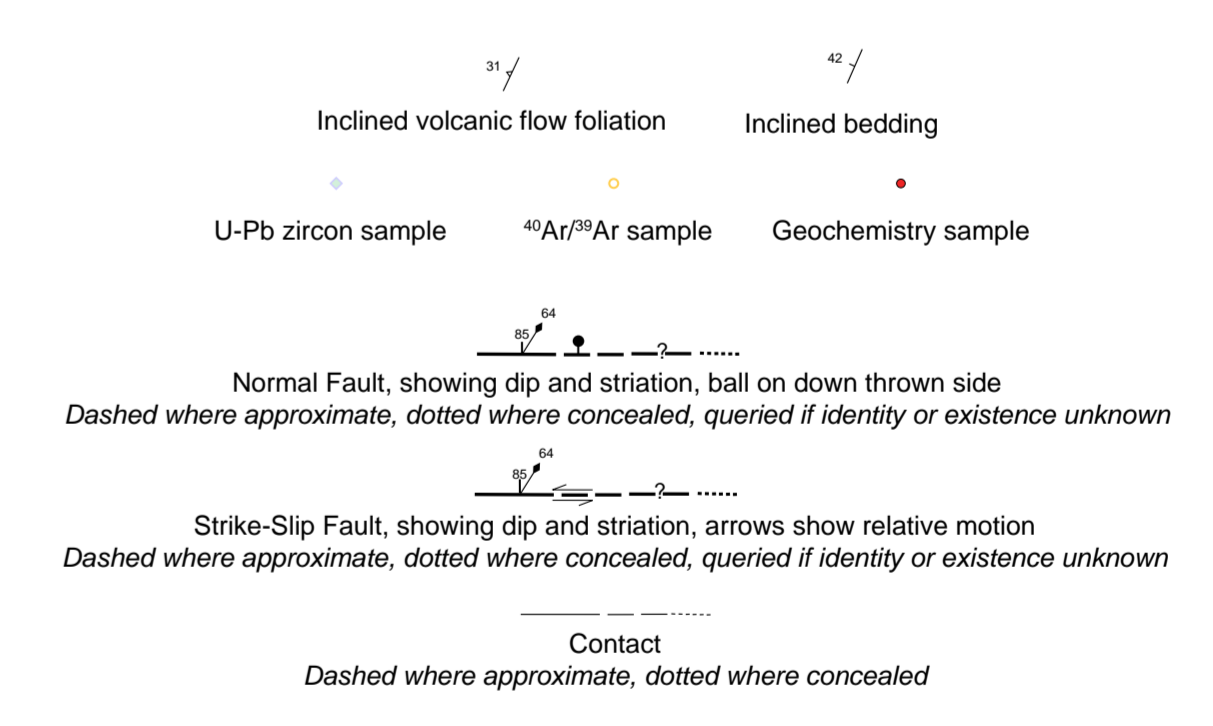 31
42
Inclined volcanic flow foliation
Inclined bedding
U-Pb zircon sample
⁴⁰Ar/³⁹Ar sample
Geochemistry sample
64
85
?
Normal Fault, showing dip and striation, ball on down thrown side
Dashed where approximate, dotted where concealed, queried if identity or existence unknown
64
85
?
Strike-Slip Fault, showing dip and striation, arrows show relative motion
Dashed where approximate, dotted where concealed, queried if identity or existence unknown
Contact
Dashed where approximate, dotted where concealed